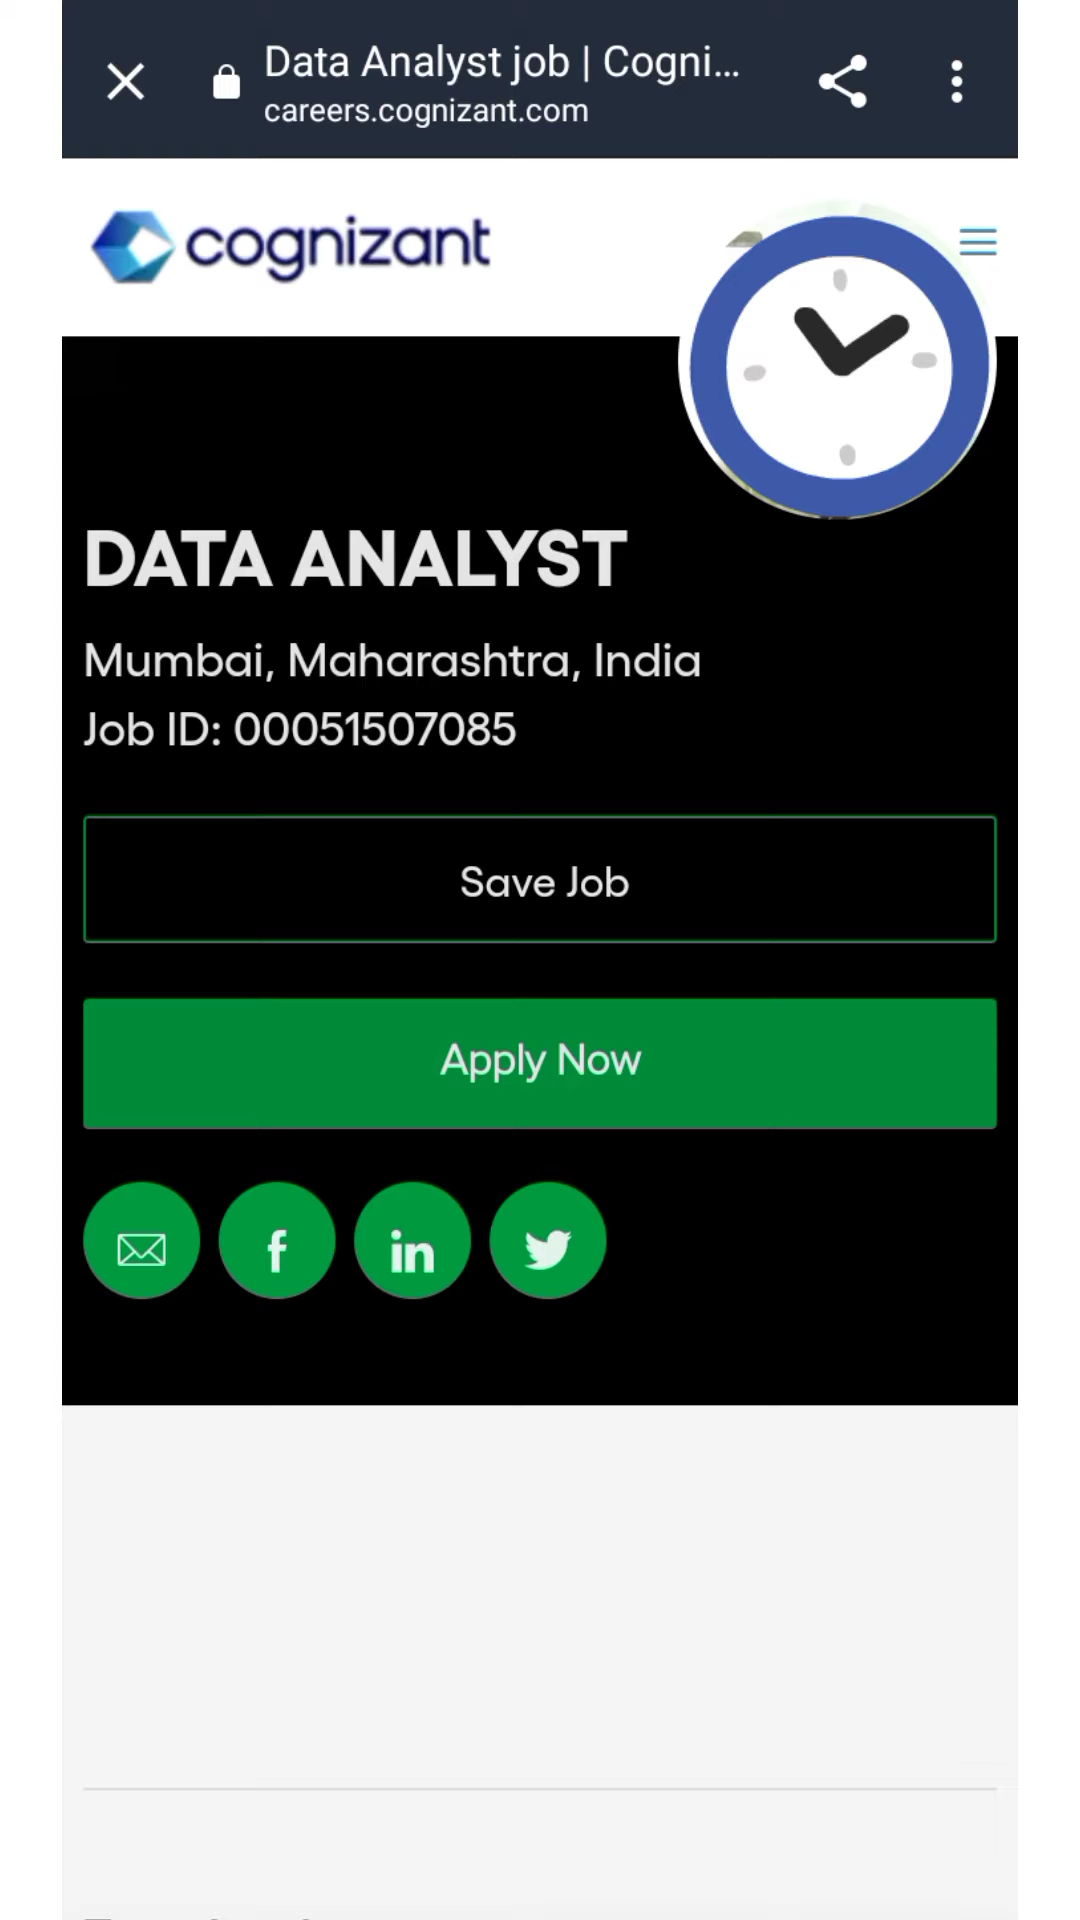 Data Analyst job | Cogni...
careers.cognizant.com
cognizant
DATA ANALYST
Mumbai, Maharashtra, India
Job ID: 00051507085
Save Job
Apply Now
f
in